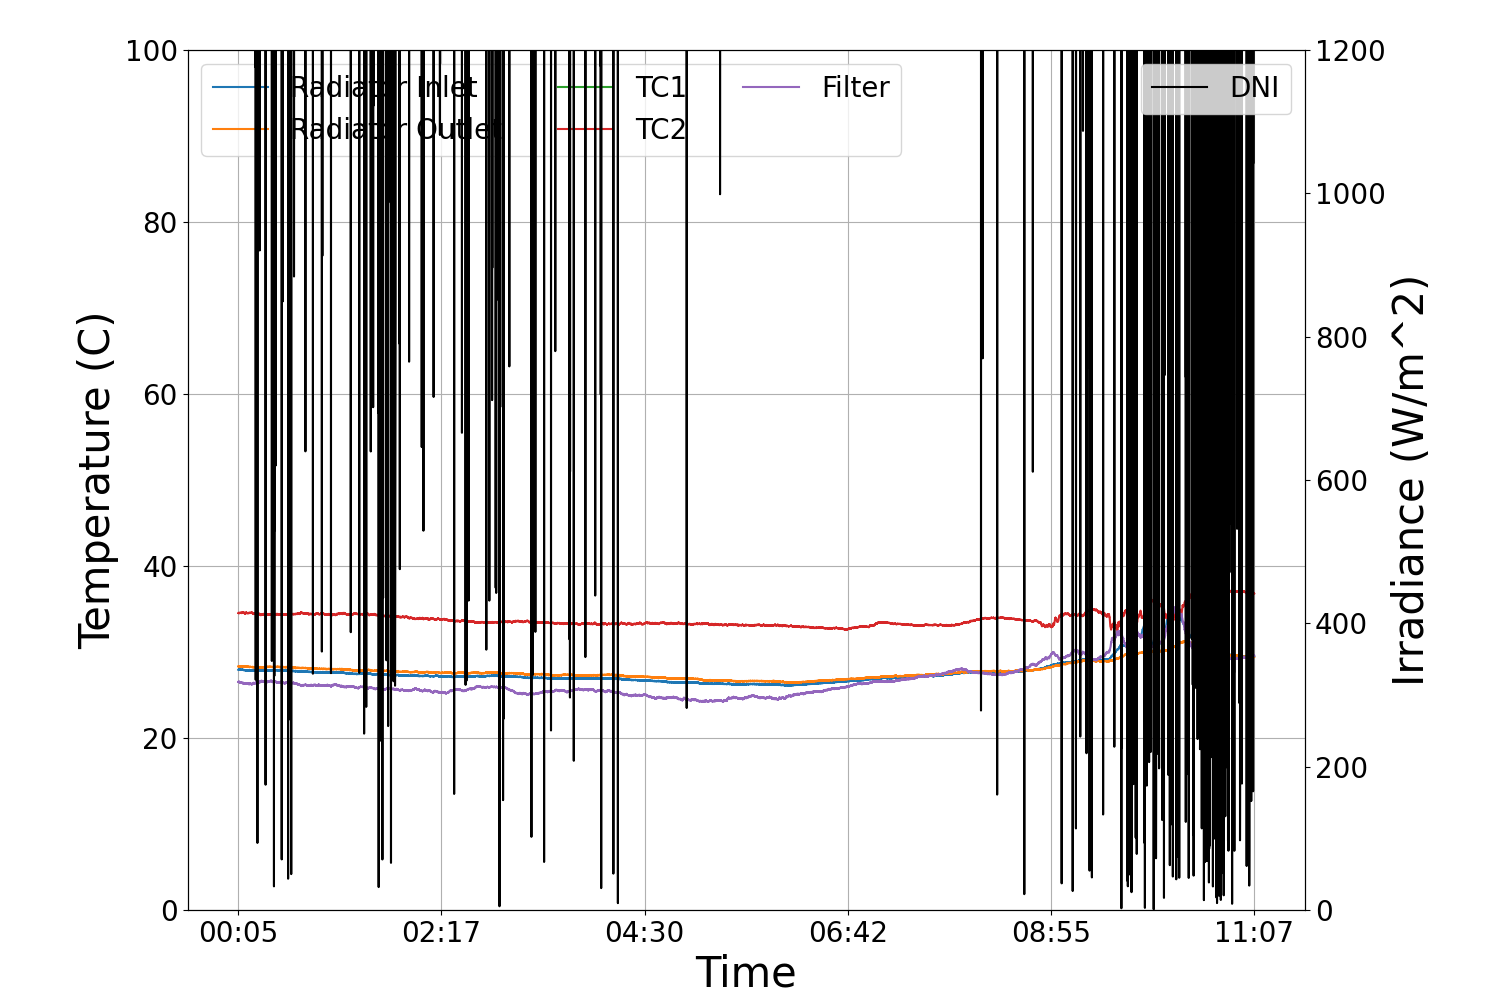 100
80
60
40
20
0
Temperature (C)
Radiator Inlet
Radiator Outlet
TC1
TC2
Filter
DNI
1200
1000
800
600
400
200
0
Irradiance (W/m^2)
00:05
02:17
04:30
06:42
08:55
11:07
Time